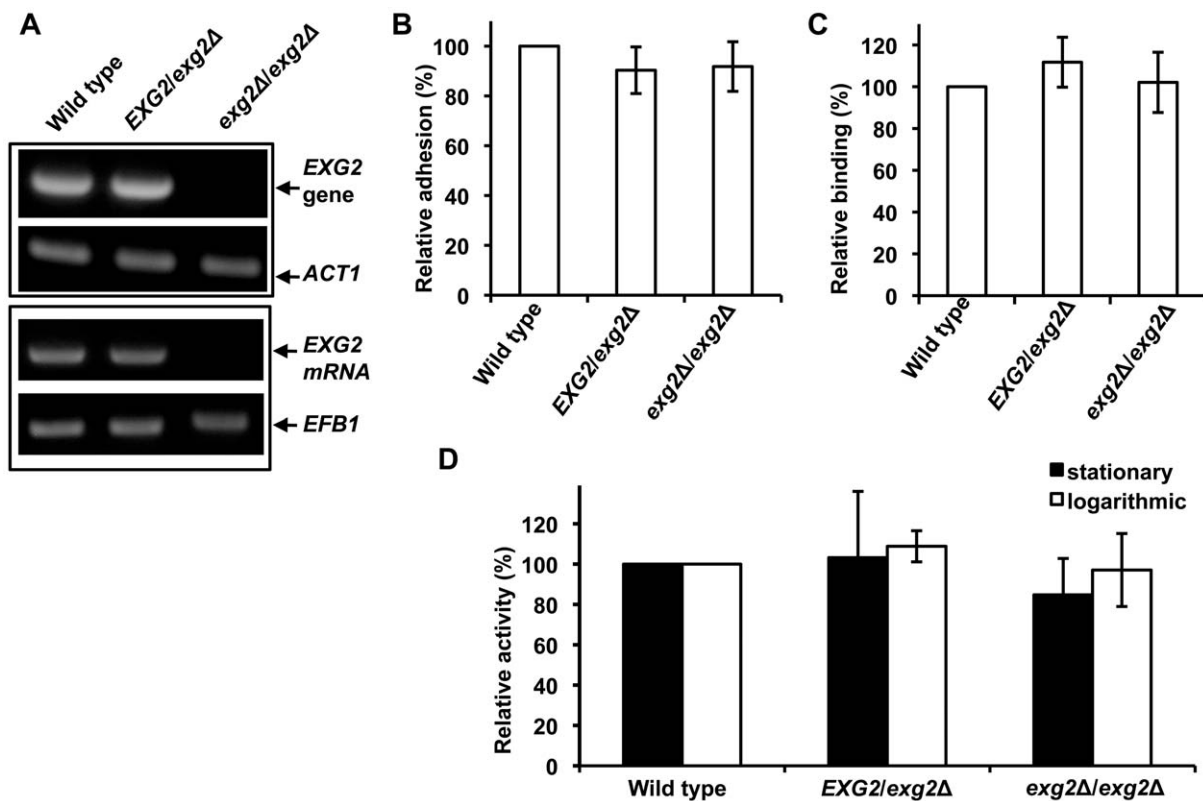 A
Wild type
EXG2/exg2Δ
exg2Δ/exg2Δ
EXG2
gene
ACT1
EXG2
mRNA
EFB1
B
Relative adhesion (%)
100
80
60
40
20
0
Wild type
EXG2/exg2Δ
exg2Δ/exg2Δ
C
Relative binding (%)
120
100
80
60
40
20
0
Wild type
EXG2/exg2Δ
exg2Δ/exg2Δ
D
stationary
logarithmic
Relative activity (%)
120
100
80
60
40
20
0
Wild type
EXG2/exg2Δ
exg2Δ/exg2Δ